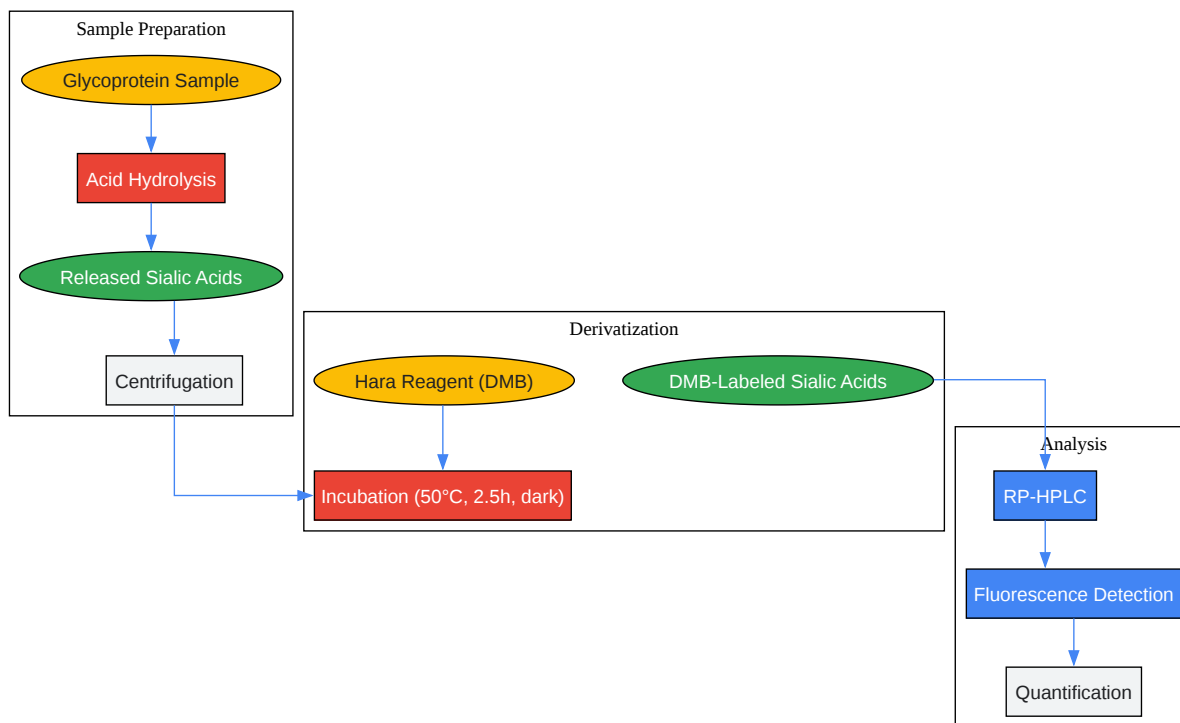 Sample Preparation
Glycoprotein Sample
Acid Hydrolysis
Released Sialic Acids
Centrifugation
Derivatization
Hara Reagent (DMB)
DMB-Labeled Sialic Acids
Incubation (50°C, 2.5h, dark)
Analysis
RP-HPLC
Fluorescence Detection
Quantification